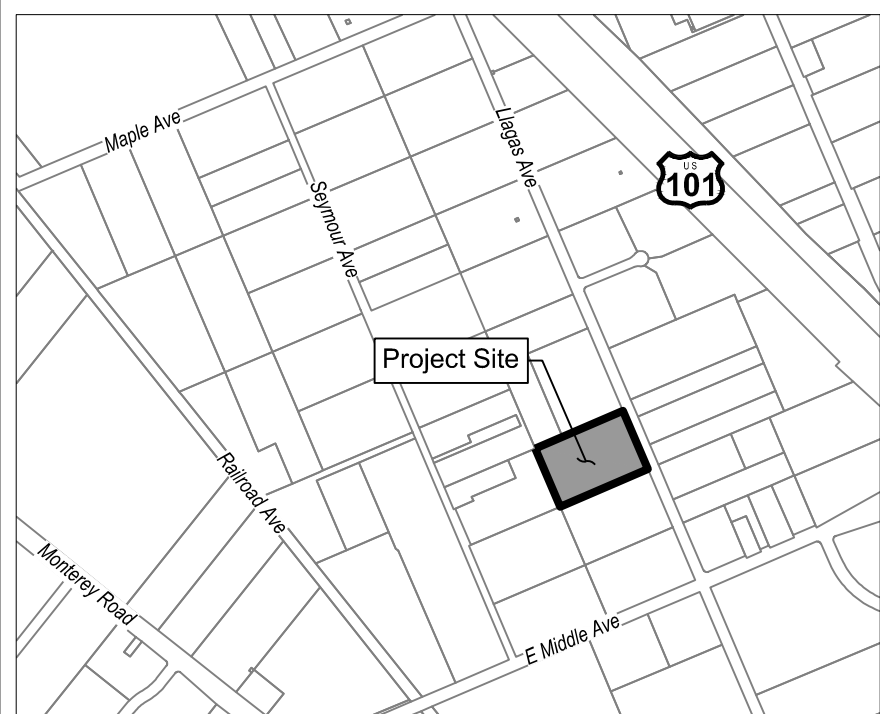 Maple Ave
Llagas Ave
US
101
Seymour Ave
Project Site
Railroad Ave
Monterey Road
E Middle Ave